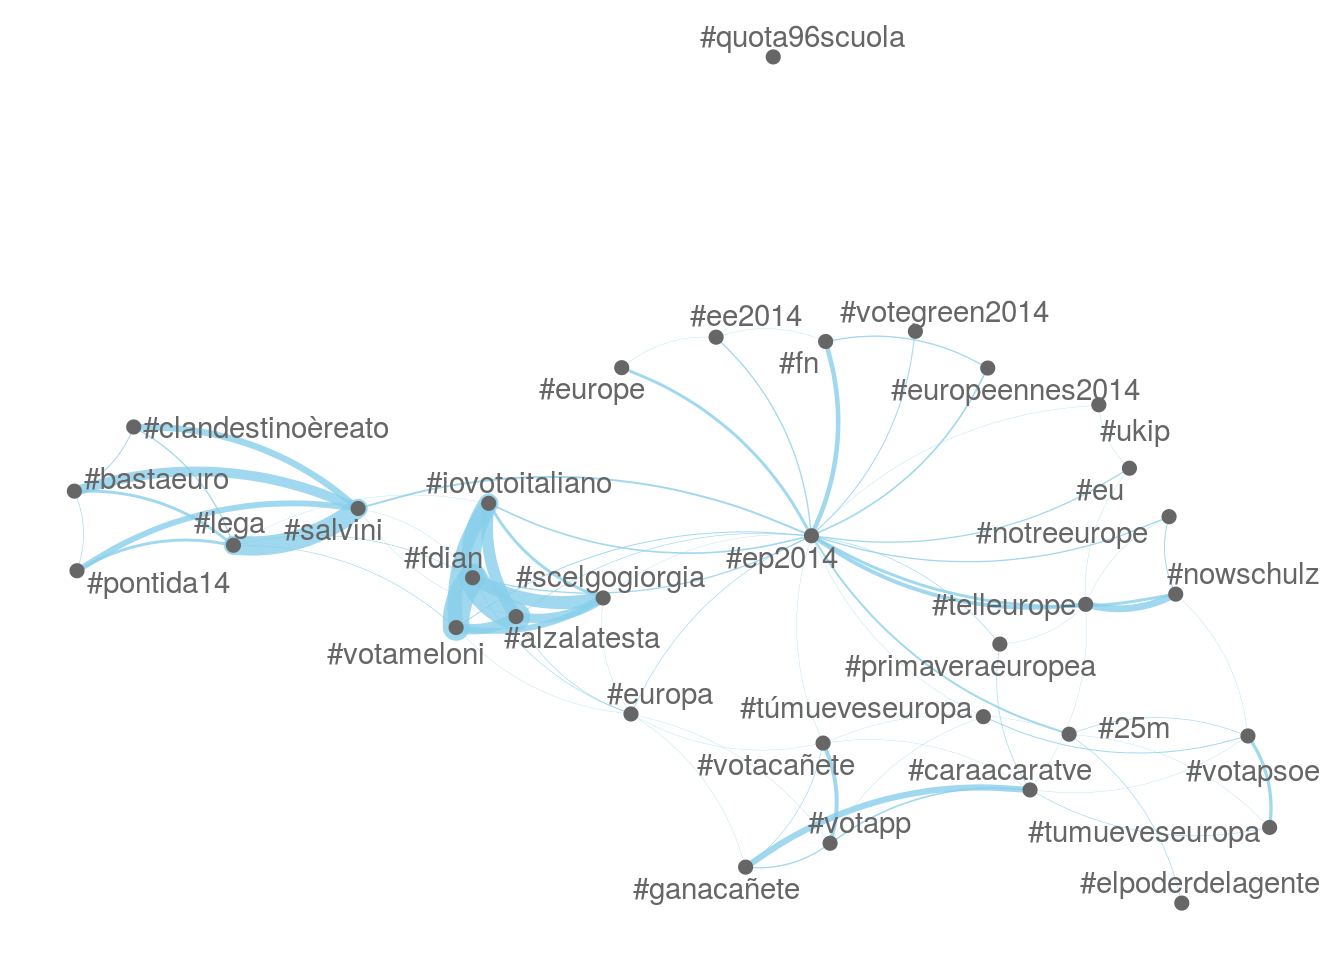 #quota96scuola
#ee2014
#votegreen2014
#fn
#europe
#europeennes2014
#clandestinoèreato
#ukip
#bastaeuro
#iovotoitaliano
#eu
#lega
#salvini
#notreeurope
#fdian
#ep2014
#pontida14
#scelgogiorgia
#nowschulz
#telleurope
#alzalatesta
#votameloni
#primaveraeuropea
#europa
#túmueveseuropa
#25m
#votacañete
#caraacaratve
#votapsoe
#votapp
#tumueveseuropa
#ganacañete
#elpoderdelagente